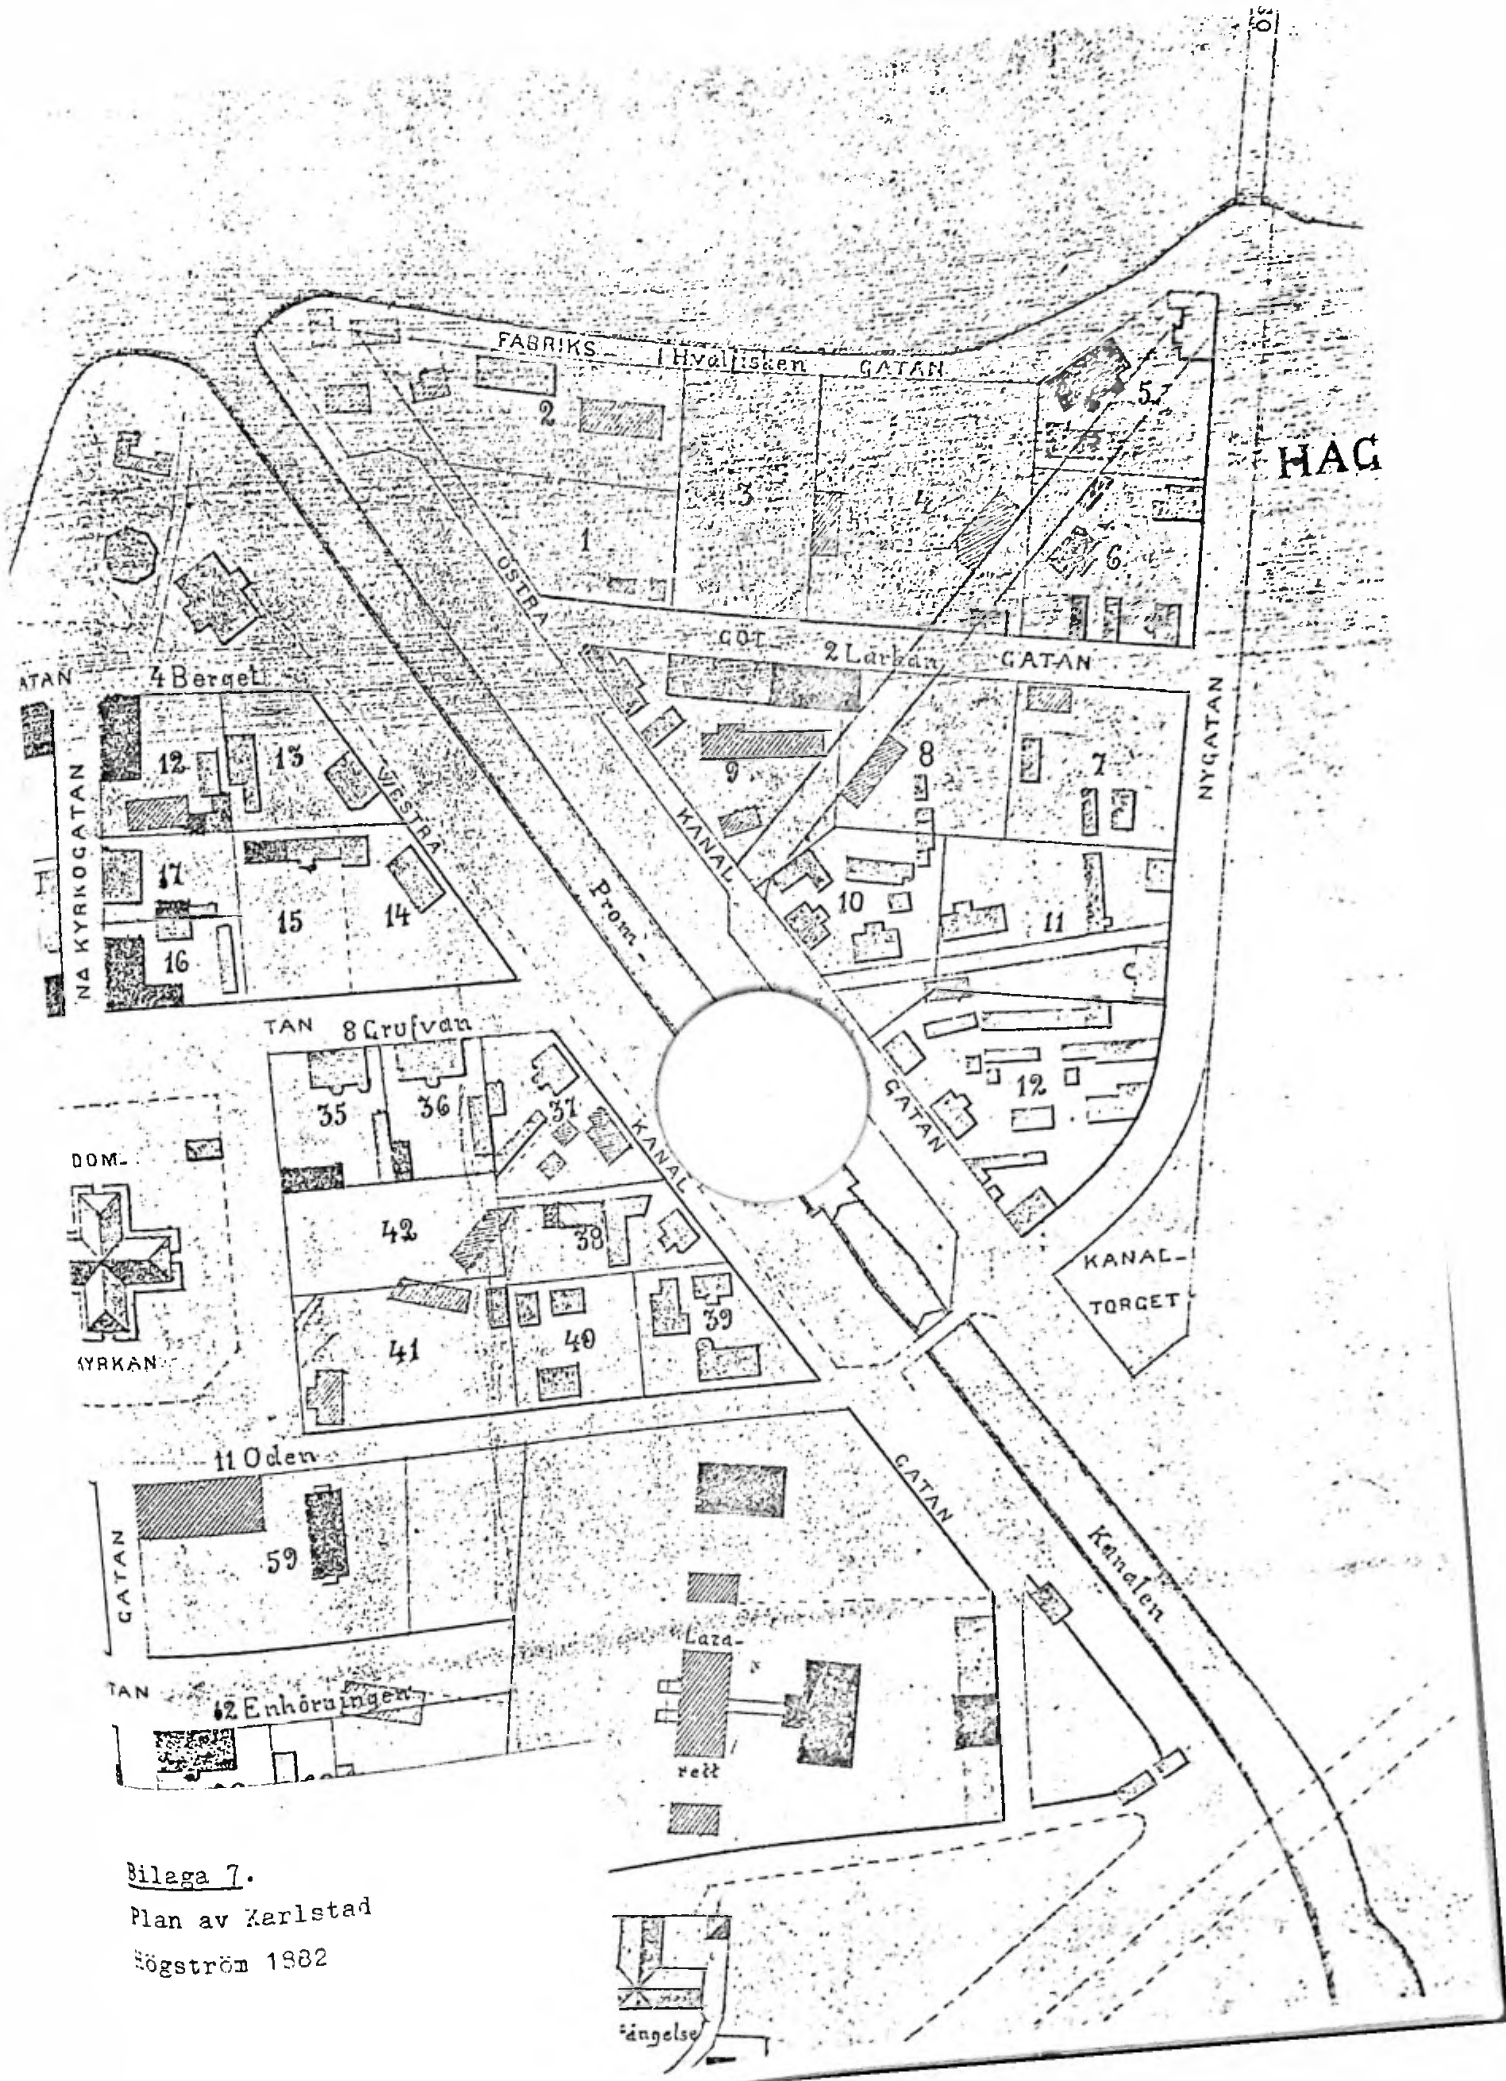 30
FABRIKS- 1 Hvalfisken GATAN
2
5
HAG
3
4
1
6
ÖSTRA
GÖT- 2 Lärkan GATAN
ATAN
4 Berget
NYGATAN
12
13
VESTRA
9
8
7
KANAL
NA KYRKOGATAN
17
15
14
16
Prom-
10
11
C
TAN 8 Grufvan
35
36
37
KANAL
GATAN
12
DOM-
KYRKAN
42
38
41
40
39
KANAL-
TORGET
11 Oden
GATAN
59
GATAN
Kanalen
Laza-
rett
TAN
12 Enhörningen
Bilaga 7.
Plan av Karlstad
Högström 1882
ängelse